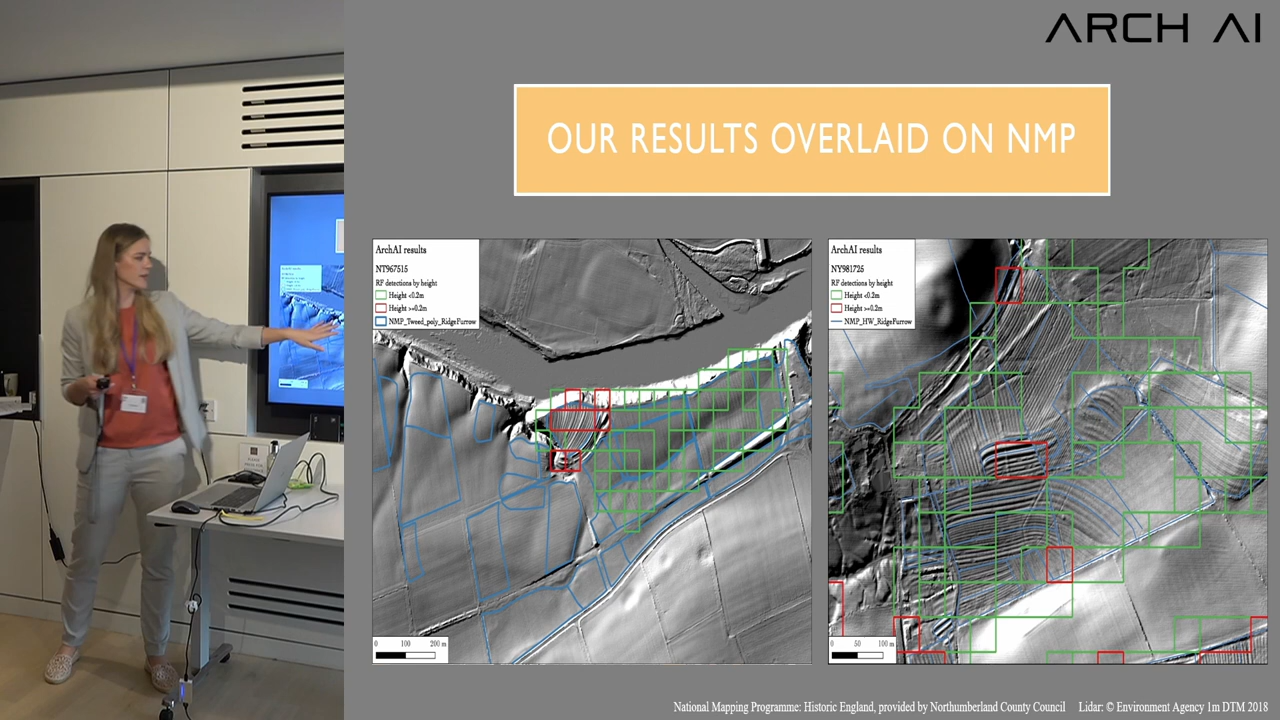 ARCH AI
OUR RESULTS OVERLAID ON NMP
ArchAI results
NT967515
RF detections by height
Height <0.2m
Height >=0.2m
NMP_Tweed_poly_RidgeFurrow
0 100 200 m
ArchAI results
NY981725
RF detections by height
Height <0.2m
Height >=0.2m
NMP_HW_RidgeFurrow
0 50 100 m
National Mapping Programme: Historic England, provided by Northumberland County Council Lidar: © Environment Agency 1m DTM 2018